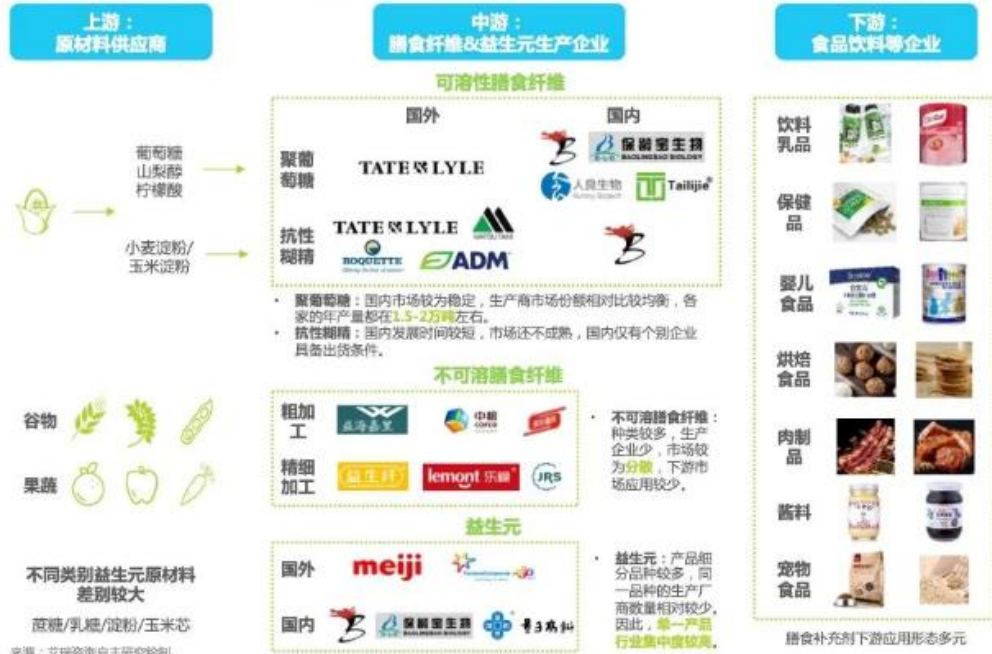 上游：
原材料供应商
中游：
膳食纤维&益生元生产企业
下游：
食品饮料等企业
可溶性膳食纤维
国外
国内
葡萄糖
山梨醇
柠檬酸
小麦淀粉/
玉米淀粉
聚葡
萄糖
TATE & LYLE
保龄宝生物
BAOLINGBAO BIOLOGY
人良生物
Tailijie
抗性
糊精
TATE & LYLE
ROQUETTE
ADM
• 聚葡萄糖：国内市场较为稳定，生产商市场份额相对比较均衡，各
家的年产量都在1.5-2万吨左右。
• 抗性糊精：国内发展时间较短，市场还不成熟，国内仅有个别企业
具备出货条件。
不可溶膳食纤维
谷物
果蔬
粗加
工
益海嘉里
中粮
COFCO
精细
加工
益生纤
lemont 乐檬
JRS
• 不可溶膳食纤维：
种类较多，生产
企业少，市场较
为分散，下游市
场应用较少。
益生元
不同类别益生元原材料
差别较大
蔗糖/乳糖/淀粉/玉米芯
国外
meiji
国内
保龄宝生物
BAOLINGBAO BIOLOGY
量子高科
• 益生元：产品细
分品种较多，同
一品种的生产厂
商数量相对较少。
因此，单一产品
行业集中度较高。
饮料
乳品
保健
品
婴儿
食品
烘焙
食品
肉制
品
酱料
宠物
食品
膳食补充剂下游应用形态多元